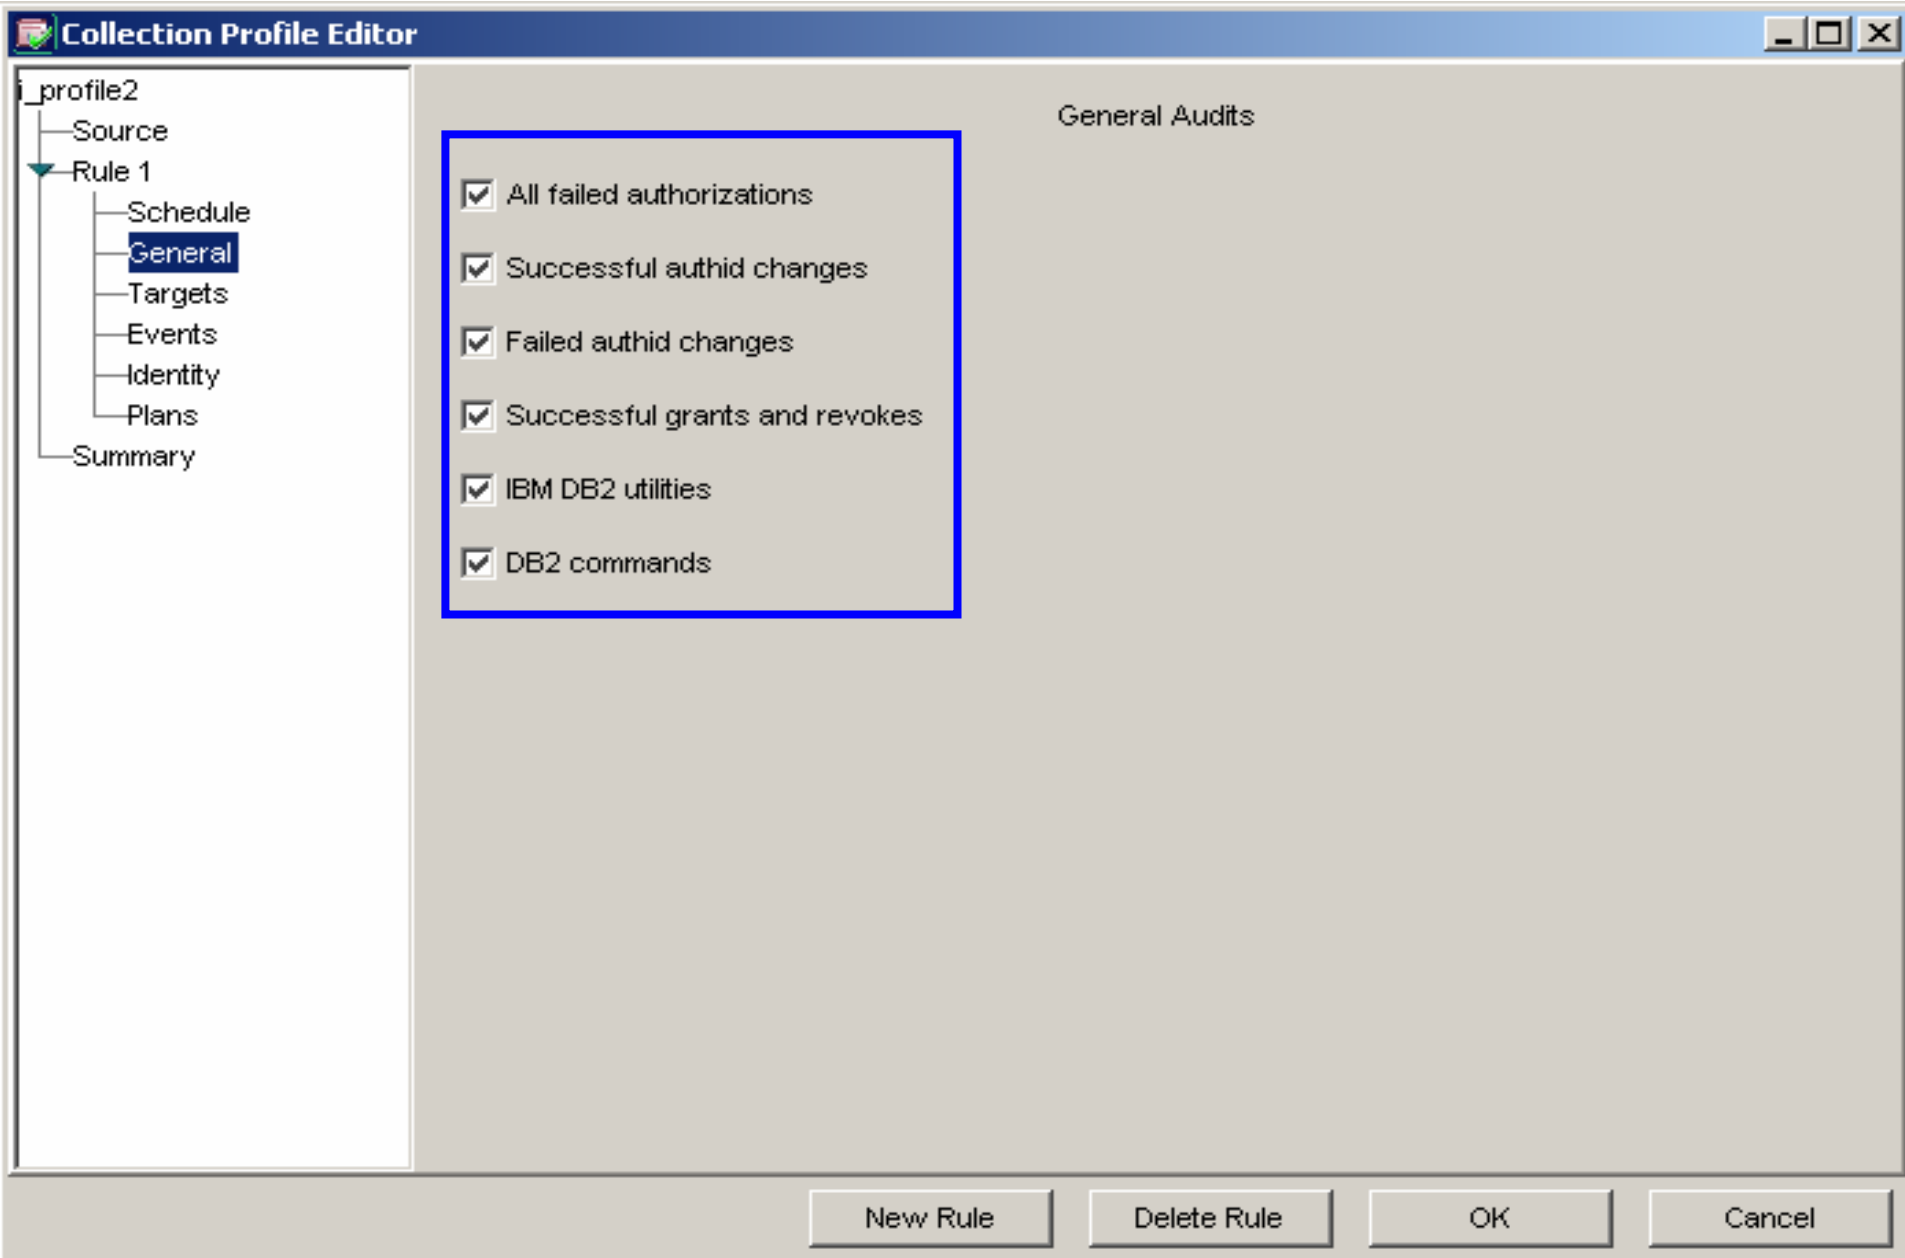 Collection Profile Editor
i_profile2
Source
Rule 1
Schedule
General
Targets
Events
Identity
Plans
Summary
General Audits
All failed authorizations
Successful authid changes
Failed authid changes
Successful grants and revokes
IBM DB2 utilities
DB2 commands
New Rule
Delete Rule
OK
Cancel